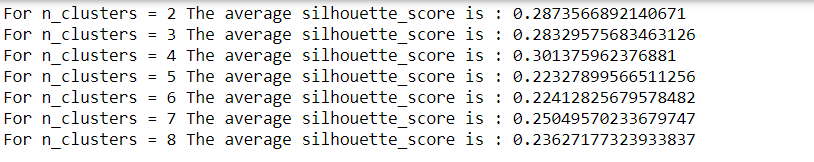 For n_clusters = 2 The average silhouette_score is : 0.2873566892140671
For n_clusters = 3 The average silhouette_score is : 0.28329575683463126
For n_clusters = 4 The average silhouette_score is : 0.301375962376881
For n_clusters = 5 The average silhouette_score is : 0.22327899566511256
For n_clusters = 6 The average silhouette_score is : 0.22412825679578482
For n_clusters = 7 The average silhouette_score is : 0.25049570233679747
For n_clusters = 8 The average silhouette_score is : 0.23627177323933837